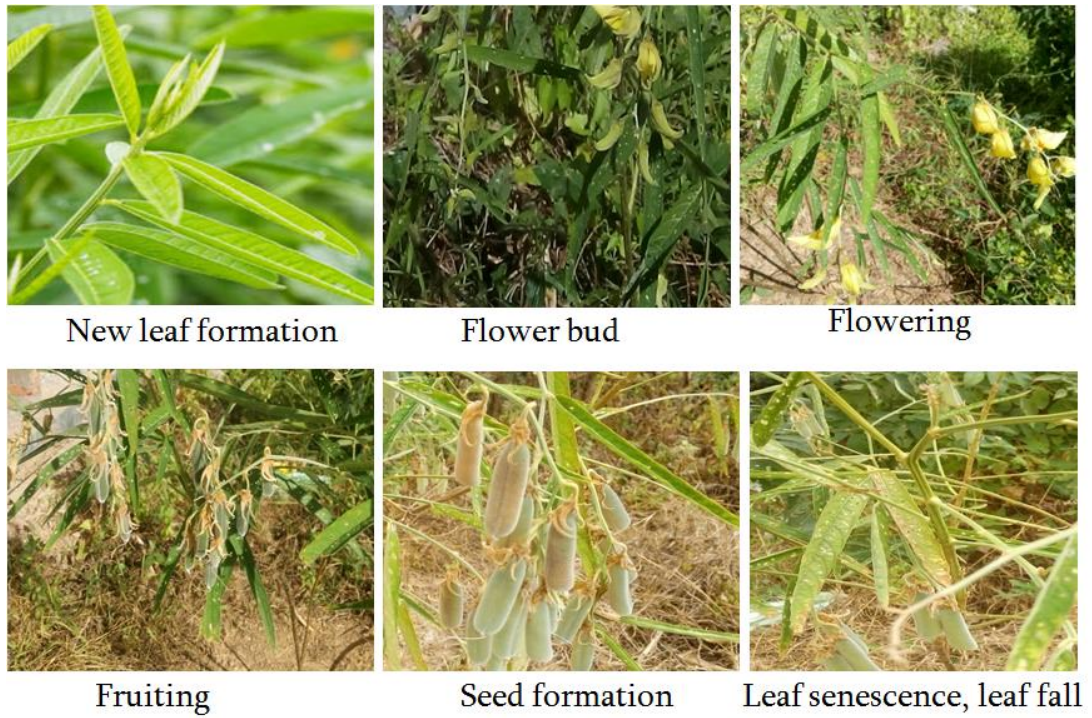 New leaf formation
Flower bud
Flowering
Fruiting
Seed formation
Leaf senescence, leaf fall